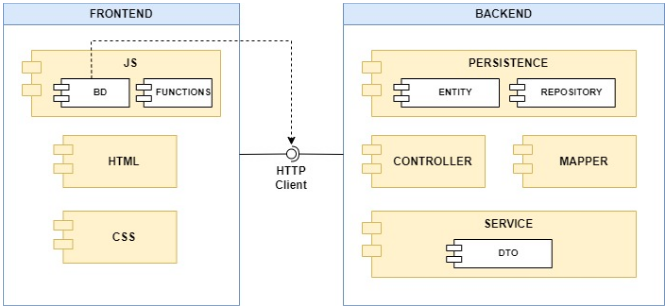 FRONTEND
BACKEND
JS
BD
FUNCTIONS
HTML
CSS
HTTP
Client
PERSISTENCE
ENTITY
REPOSITORY
CONTROLLER
MAPPER
SERVICE
DTO